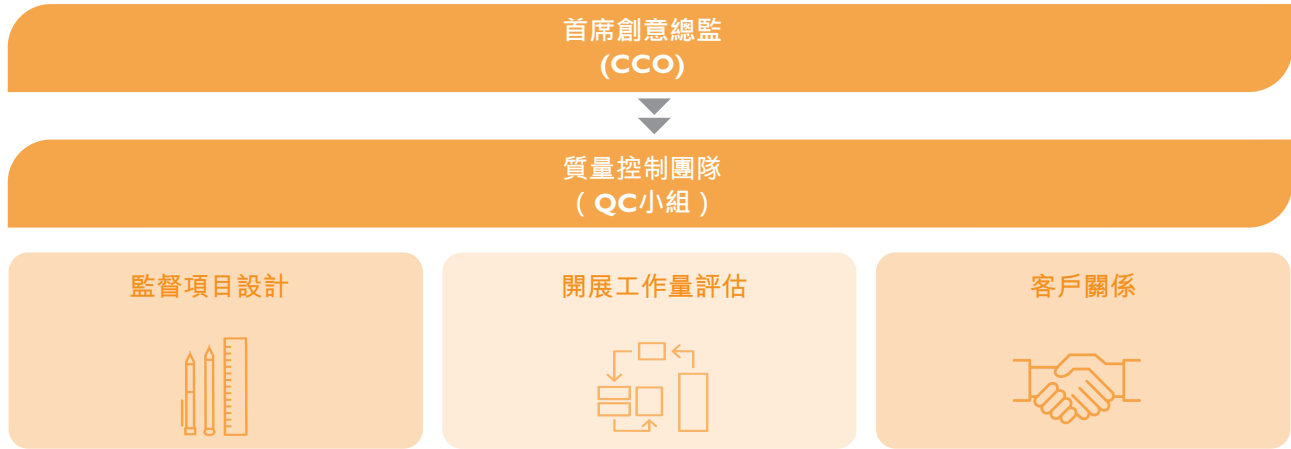 首席創意總監
(CCO)
質量控制團隊
（QC小組）
監督項目設計
開展工作量評估
客戶關係